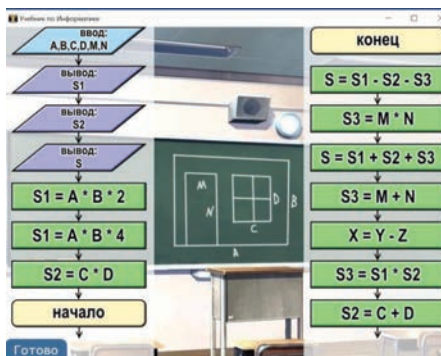 Учебник по Информатике
ввод:
A,B,C,D,M,N
вывод:
S1
вывод:
S2
вывод:
S
S1 = A * B * 2
S1 = A * B * 4
S2 = C * D
начало
Готово
M
N
D
B
C
A
конец
S = S1 - S2 - S3
S3 = M * N
S = S1 + S2 + S3
S3 = M + N
X = Y - Z
S3 = S1 * S2
S2 = C + D